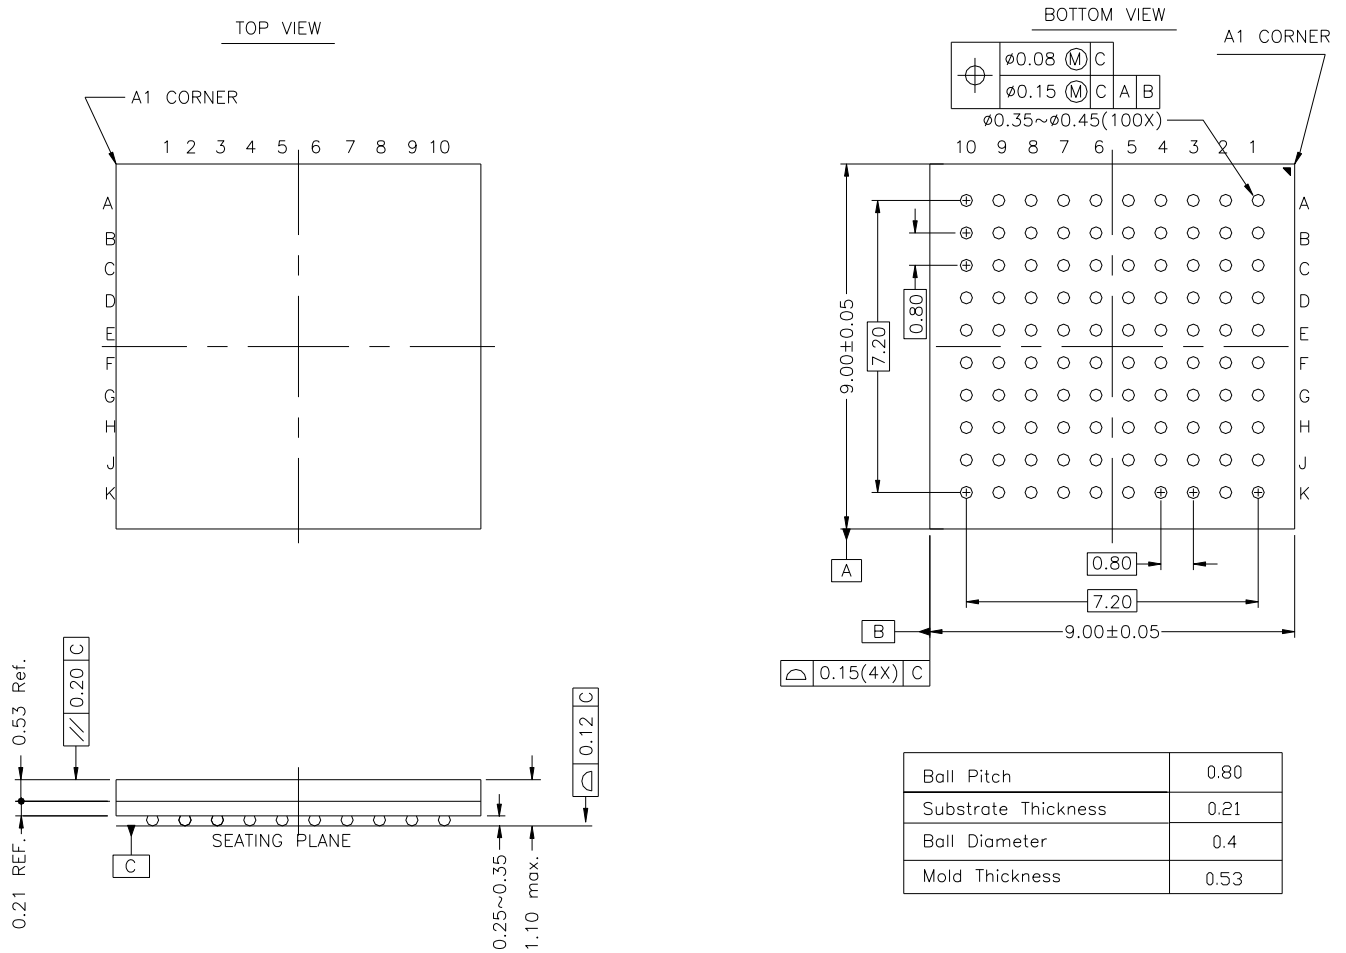 TOP VIEW
A1 CORNER
1 2 3 4 5 6 7 8 9 10
A
B
C
D
E
F
G
H
J
K
BOTTOM VIEW
A1 CORNER
ø0.08 Ⓜ C
ø0.15 Ⓜ C A B
ø0.35~ø0.45(100X)
10 9 8 7 6 5 4 3 2 1
A
B
C
D
E
F
G
H
J
K
9.00±0.05
7.20
0.80
A
0.80
7.20
B
9.00±0.05
0.15(4X) C
0.53 Ref.
// 0.20 C
0.21 REF.
C
SEATING PLANE
0.25~0.35
1.10 max.
0.12 C
Ball Pitch 0.80
Substrate Thickness 0.21
Ball Diameter 0.4
Mold Thickness 0.53